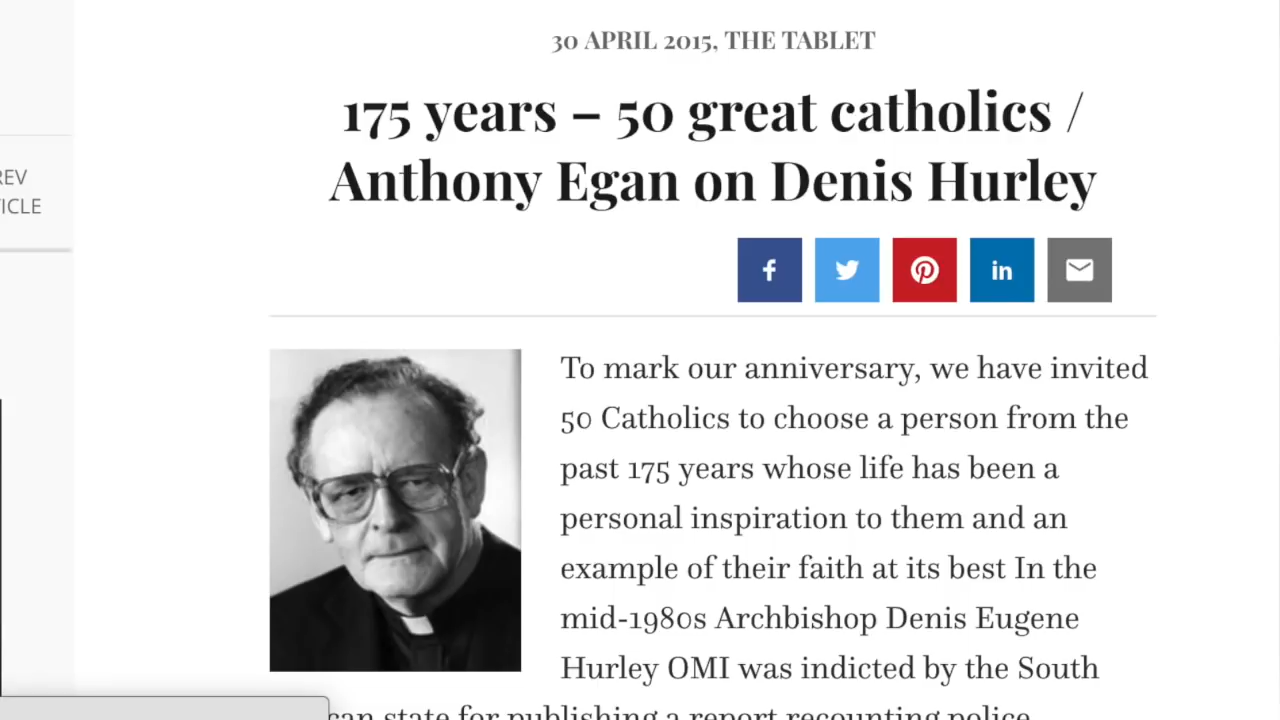 30 APRIL 2015, THE TABLET
175 years – 50 great catholics /
Anthony Egan on Denis Hurley
REV
ICLE
f
in
To mark our anniversary, we have invited
50 Catholics to choose a person from the
past 175 years whose life has been a
personal inspiration to them and an
example of their faith at its best In the
mid-1980s Archbishop Denis Eugene
Hurley OMI was indicted by the South
can state for publishing a report recounting police